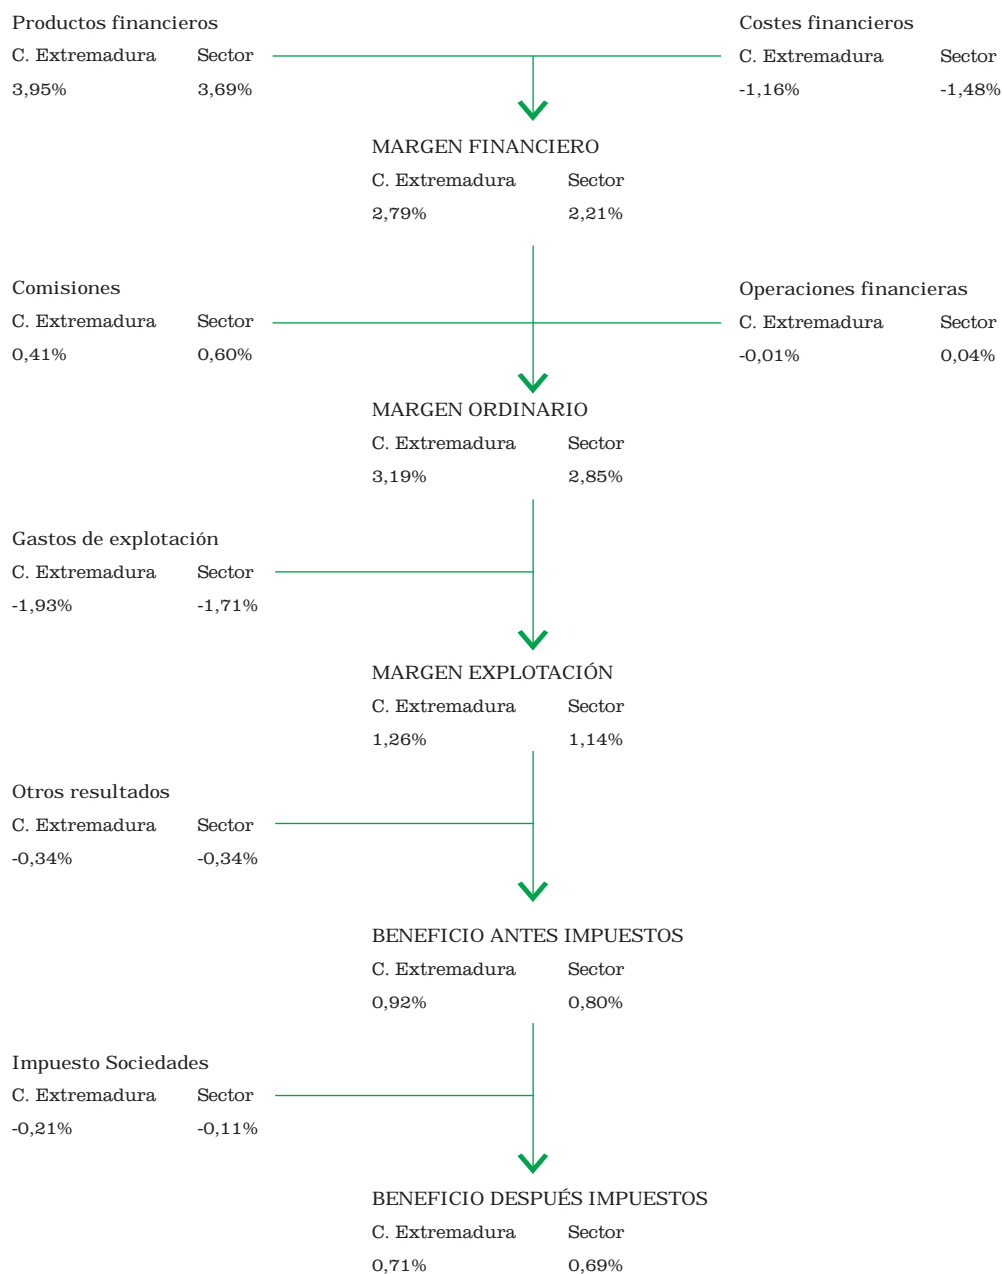 Productos financieros
C. Extremadura Sector
3,95% 3,69%
Costes financieros
C. Extremadura Sector
-1,16% -1,48%
MARGEN FINANCIERO
C. Extremadura Sector
2,79% 2,21%
Comisiones
C. Extremadura Sector
0,41% 0,60%
Operaciones financieras
C. Extremadura Sector
-0,01% 0,04%
MARGEN ORDINARIO
C. Extremadura Sector
3,19% 2,85%
Gastos de explotación
C. Extremadura Sector
-1,93% -1,71%
MARGEN EXPLOTACIÓN
C. Extremadura Sector
1,26% 1,14%
Otros resultados
C. Extremadura Sector
-0,34% -0,34%
BENEFICIO ANTES IMPUESTOS
C. Extremadura Sector
0,92% 0,80%
Impuesto Sociedades
C. Extremadura Sector
-0,21% -0,11%
BENEFICIO DESPUÉS IMPUESTOS
C. Extremadura Sector
0,71% 0,69%